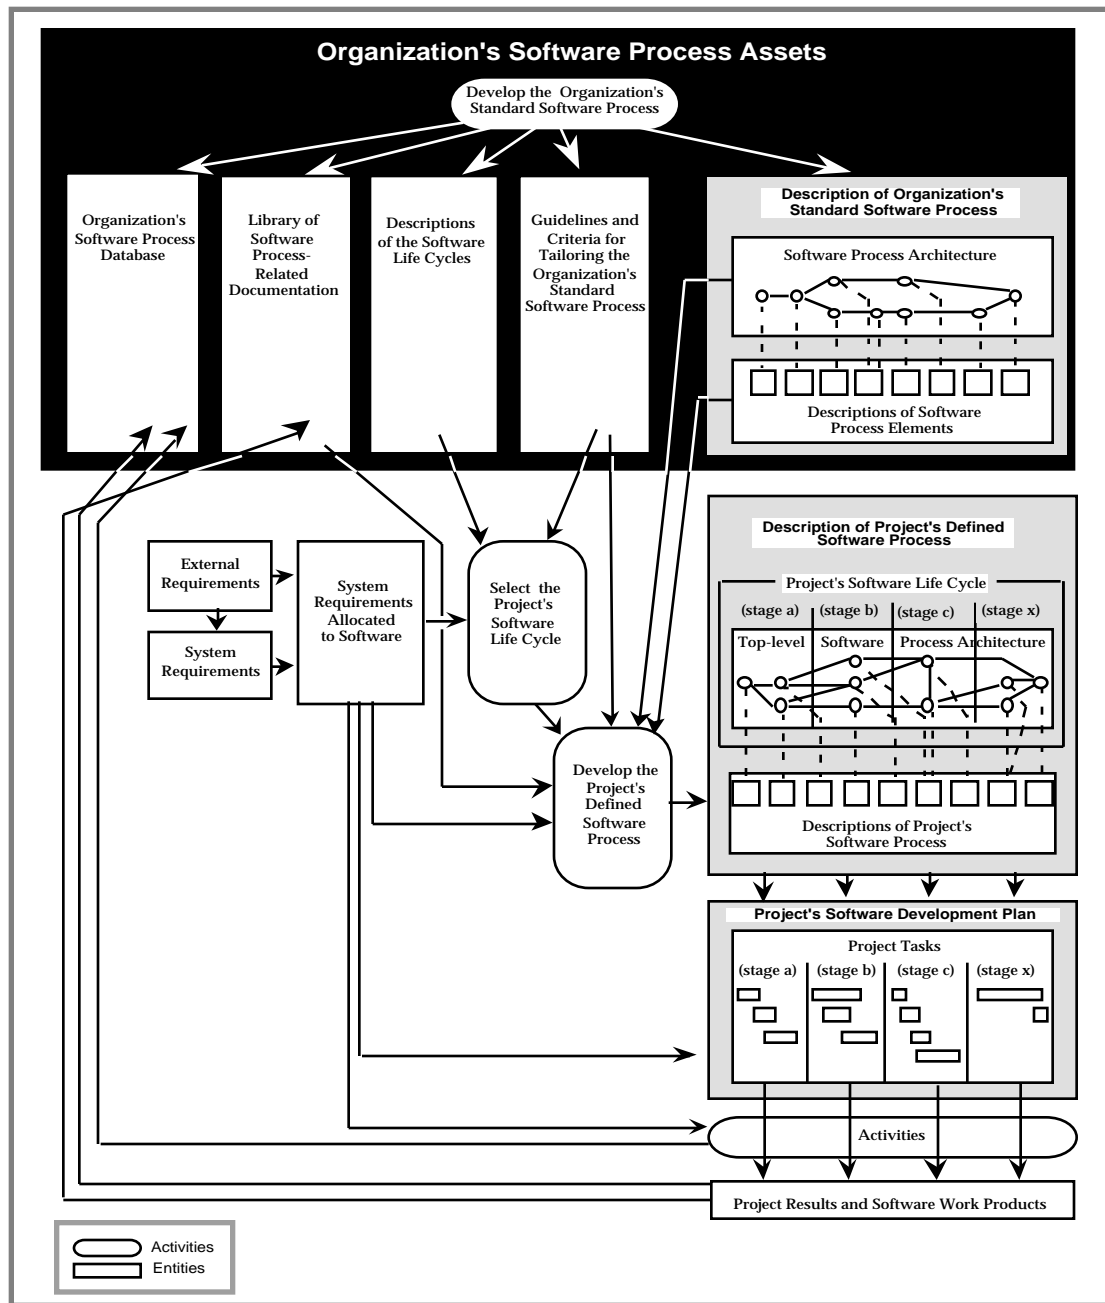 Organization's Software Process Assets
Develop the Organization's
Standard Software Process
Organization's
Software Process
Database
Library of
Software
Process-
Related
Documentation
Descriptions
of the Software
Life Cycles
Guidelines and
Criteria for
Tailoring the
Organization's
Standard
Software Process
Description of Organization's
Standard Software Process
Software Process Architecture
Descriptions of Software
Process Elements
External
Requirements
System
Requirements
System
Requirements
Allocated
to Software
Select the
Project's
Software
Life Cycle
Develop the
Project's
Defined
Software
Process
Description of Project's Defined
Software Process
Project's Software Life Cycle
(stage a) (stage b) (stage c) (stage x)
Top-level Software Process Architecture
Descriptions of Project's
Software Process
Project's Software Development Plan
Project Tasks
(stage a) (stage b) (stage c) (stage x)
Activities
Project Results and Software Work Products
Activities
Entities